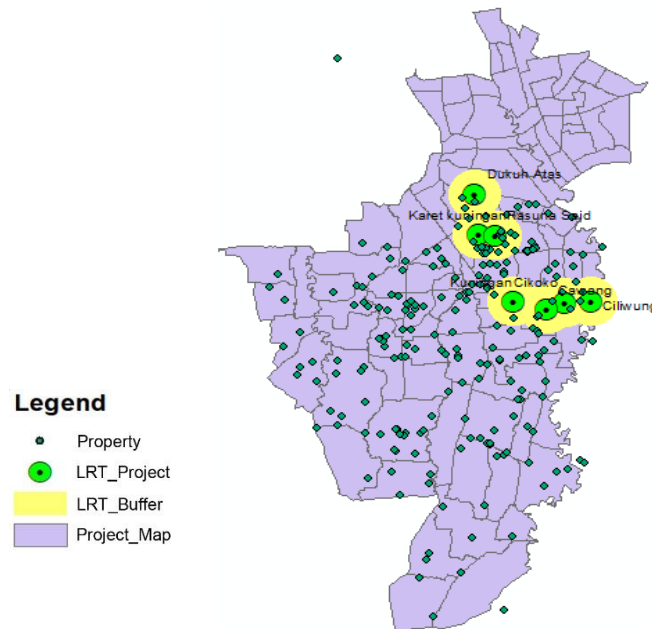 Dukuh Atas
Karet kuningan Rasuna Said
Kuningan Cikoko
Cawang
Ciliwung
Legend
Property
LRT_Project
LRT_Buffer
Project_Map